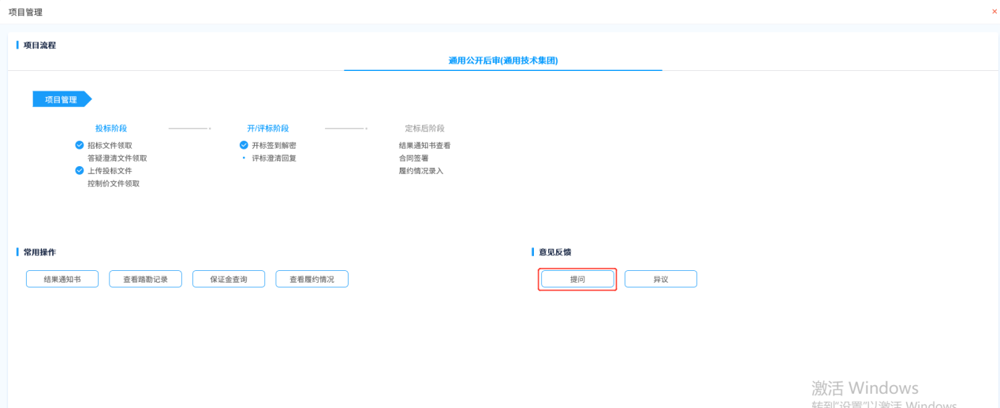 项目管理
项目流程
通用公开后审(通用技术集团)
项目管理
投标阶段
开/评标阶段
定标后阶段
招标文件领取
开标签到解密
结果通知书查看
答疑澄清文件领取
评标澄清回复
合同签署
上传投标文件
履约情况录入
控制价文件领取
常用操作
意见反馈
结果通知书
查看踏勘记录
保证金查询
查看履约情况
提问
异议
激活 Windows
转到"设置"以激活 Windows